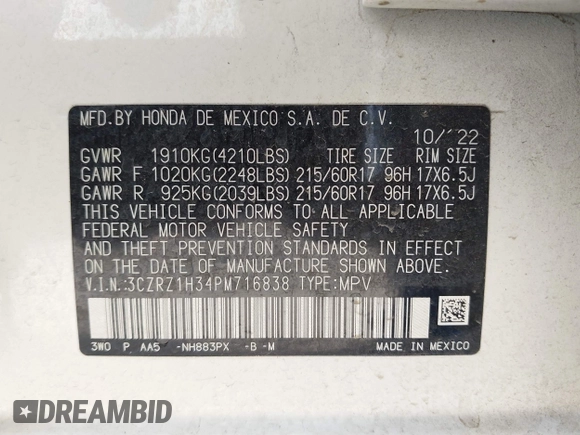 MFD.BY HONDA DE MEXICO S.A. DE C.V.
10/'22
GVWR 1910KG(4210LBS) TIRE SIZE RIM SIZE
GAWR F 1020KG(2248LBS) 215/60R17 96H 17X6.5J
GAWR R 925KG(2039LBS) 215/60R17 96H 17X6.5J
THIS VEHICLE CONFORMS TO ALL APPLICABLE
FEDERAL MOTOR VEHICLE SAFETY
AND THEFT PREVENTION STANDARDS IN EFFECT
ON THE DATE OF MANUFACTURE SHOWN ABOVE.
V.I.N.:3CZRZ1H34PM716838 TYPE:MPV
3W0 P AA5 -NH883PX -B -M MADE IN MEXICO
DREAMBID